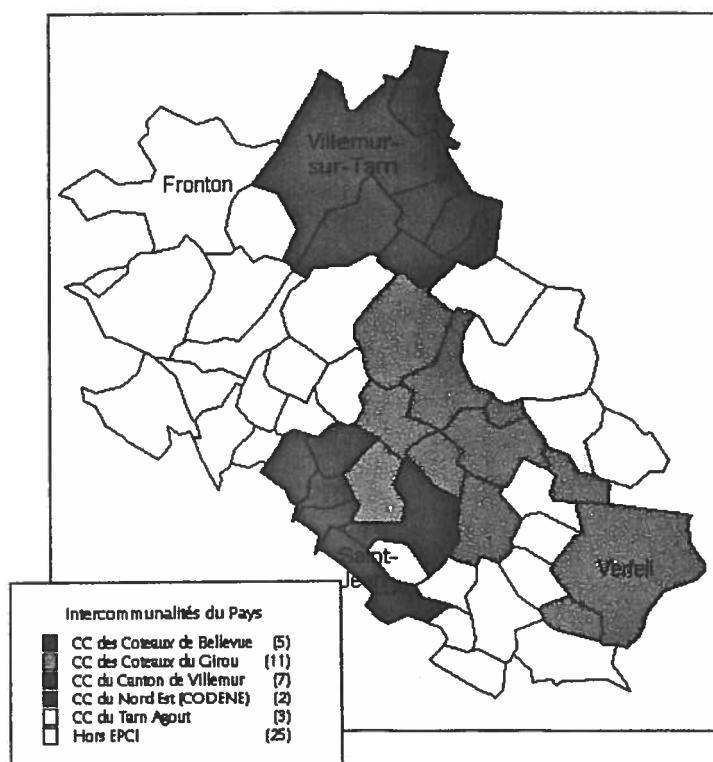 Villemur-
sur-Tarn
Fronton
Saint-
Verfeil
Intercommunalités du Pays
CC des Coteaux de Bellevue (5)
CC des Coteaux du Girou (11)
CC du Canton de Villemur (7)
CC du Nord Est (CODENE) (2)
CC du Tarn Agout (3)
Hors EPCI (25)